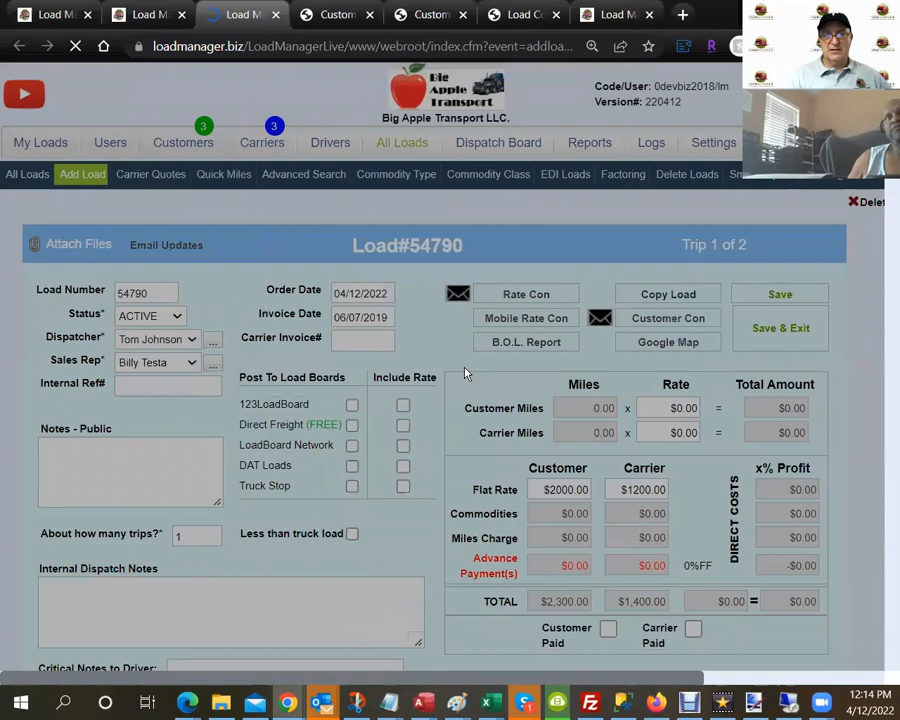 Load M
Load M
Load M
Custom
Custom
Load Co
Load M
loadmanager.biz/LoadManagerLive/www/webroot/index.cfm?event=addloa...
R
Big
Apple
Transport
Big Apple Transport LLC.
Code/User: 0devbiz2018/lm
Version#: 220412
3
3
My Loads
Users
Customers
Carriers
Drivers
All Loads
Dispatch Board
Reports
Logs
Settings
All Loads
Add Load
Carrier Quotes
Quick Miles
Advanced Search
Commodity Type
Commodity Class
EDI Loads
Factoring
Delete Loads
Sm
Delet
Attach Files
Email Updates
Load#54790
Trip 1 of 2
Load Number 54790
Order Date 04/12/2022
Rate Con
Copy Load
Save
Status* ACTIVE
Invoice Date 06/07/2019
Mobile Rate Con
Customer Con
Save & Exit
Dispatcher* Tom Johnson ...
Carrier Invoice#
B.O.L. Report
Google Map
Sales Rep* Billy Testa ...
Internal Ref#
Post To Load Boards
Include Rate
123LoadBoard
Direct Freight (FREE)
LoadBoard Network
DAT Loads
Truck Stop
Miles
Rate
Total Amount
Customer Miles 0.00 x $0.00 = $0.00
Carrier Miles 0.00 x $0.00 = $0.00
Notes - Public
Customer
Carrier
x% Profit
Flat Rate $2000.00 $1200.00 $0.00
Commodities $0.00 $0.00 $0.00
Miles Charge $0.00 $0.00 $0.00
DIRECT COSTS
Advance
Payment(s) $0.00 $0.00 0%FF -$0.00
TOTAL $2,300.00 $1,400.00 $0.00 = $0.00
Customer
Paid
Carrier
Paid
About how many trips?* 1
Less than truck load
Internal Dispatch Notes
Critical Notes to Driver:
12:14 PM
4/12/2022